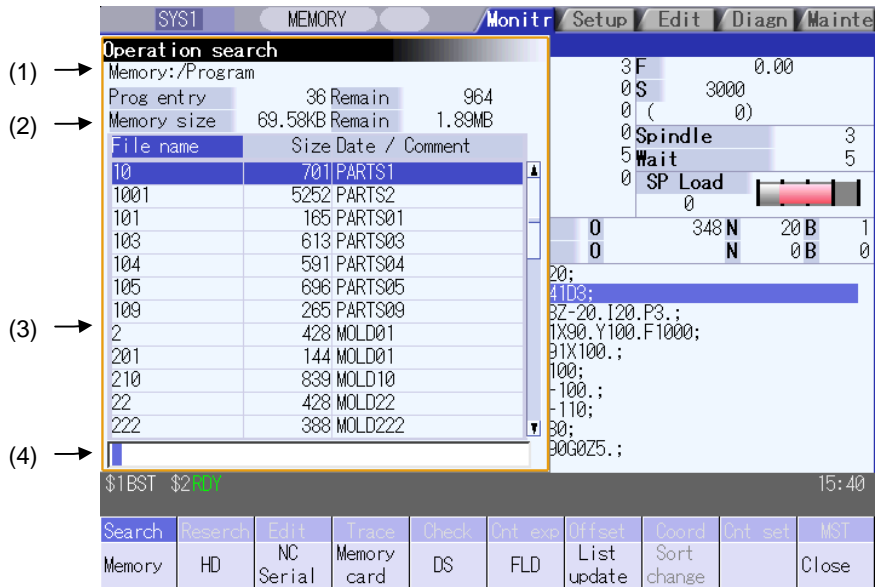 SYS1 MEMORY Monitr Setup Edit Diagn Mainte
Operation search
(1) Memory:/Program
Prog entry 36 Remain 964
(2) Memory size 69.58KB Remain 1.89MB
File name Size Date / Comment
10 701 PARTS1
1001 5252 PARTS2
101 165 PARTS01
103 613 PARTS03
104 591 PARTS04
105 696 PARTS05
109 265 PARTS09
(3) 2 428 MOLD01
201 144 MOLD01
210 839 MOLD10
22 428 MOLD22
222 388 MOLD222
(4)
3 F 0.00
0 S 3000
0 ( 0)
0 Spindle 3
5 Wait 5
0 SP Load
0
O 348 N 20 B 1
O N 0 B 0
20;
41D3;
3Z-20.I20.P3.;
1X90.Y100.F1000;
91X100.;
100;
-100.;
-110;
80;
90G0Z5.;
$1BST $2RDY 15:40
Search Reserch Edit Trace Check Cnt exp Offset Coord Cnt set MST
Memory HD NC Serial Memory card DS FLD List update Sort change Close